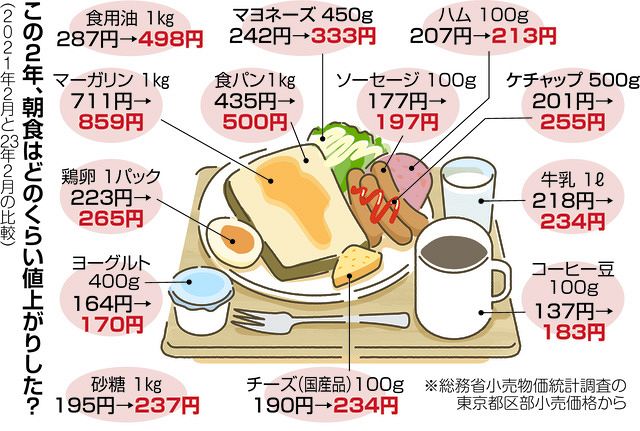 この2年、朝食はどのくらい値上がりした?
(2021年2月と23年2月の比較)
食用油 1kg
287円→498円
マヨネーズ 450g
242円→333円
ハム 100g
207円→213円
マーガリン 1kg
711円→
859円
食パン1kg
435円→
500円
ソーセージ 100g
177円→
197円
ケチャップ 500g
201円→
255円
鶏卵 1パック
223円→
265円
牛乳 1ℓ
218円→
234円
ヨーグルト
400g
164円→
170円
コーヒー豆
100g
137円→
183円
砂糖 1kg
195円→237円
チーズ(国産品)100g
190円→234円
※総務省小売物価統計調査の
東京都区部小売価格から